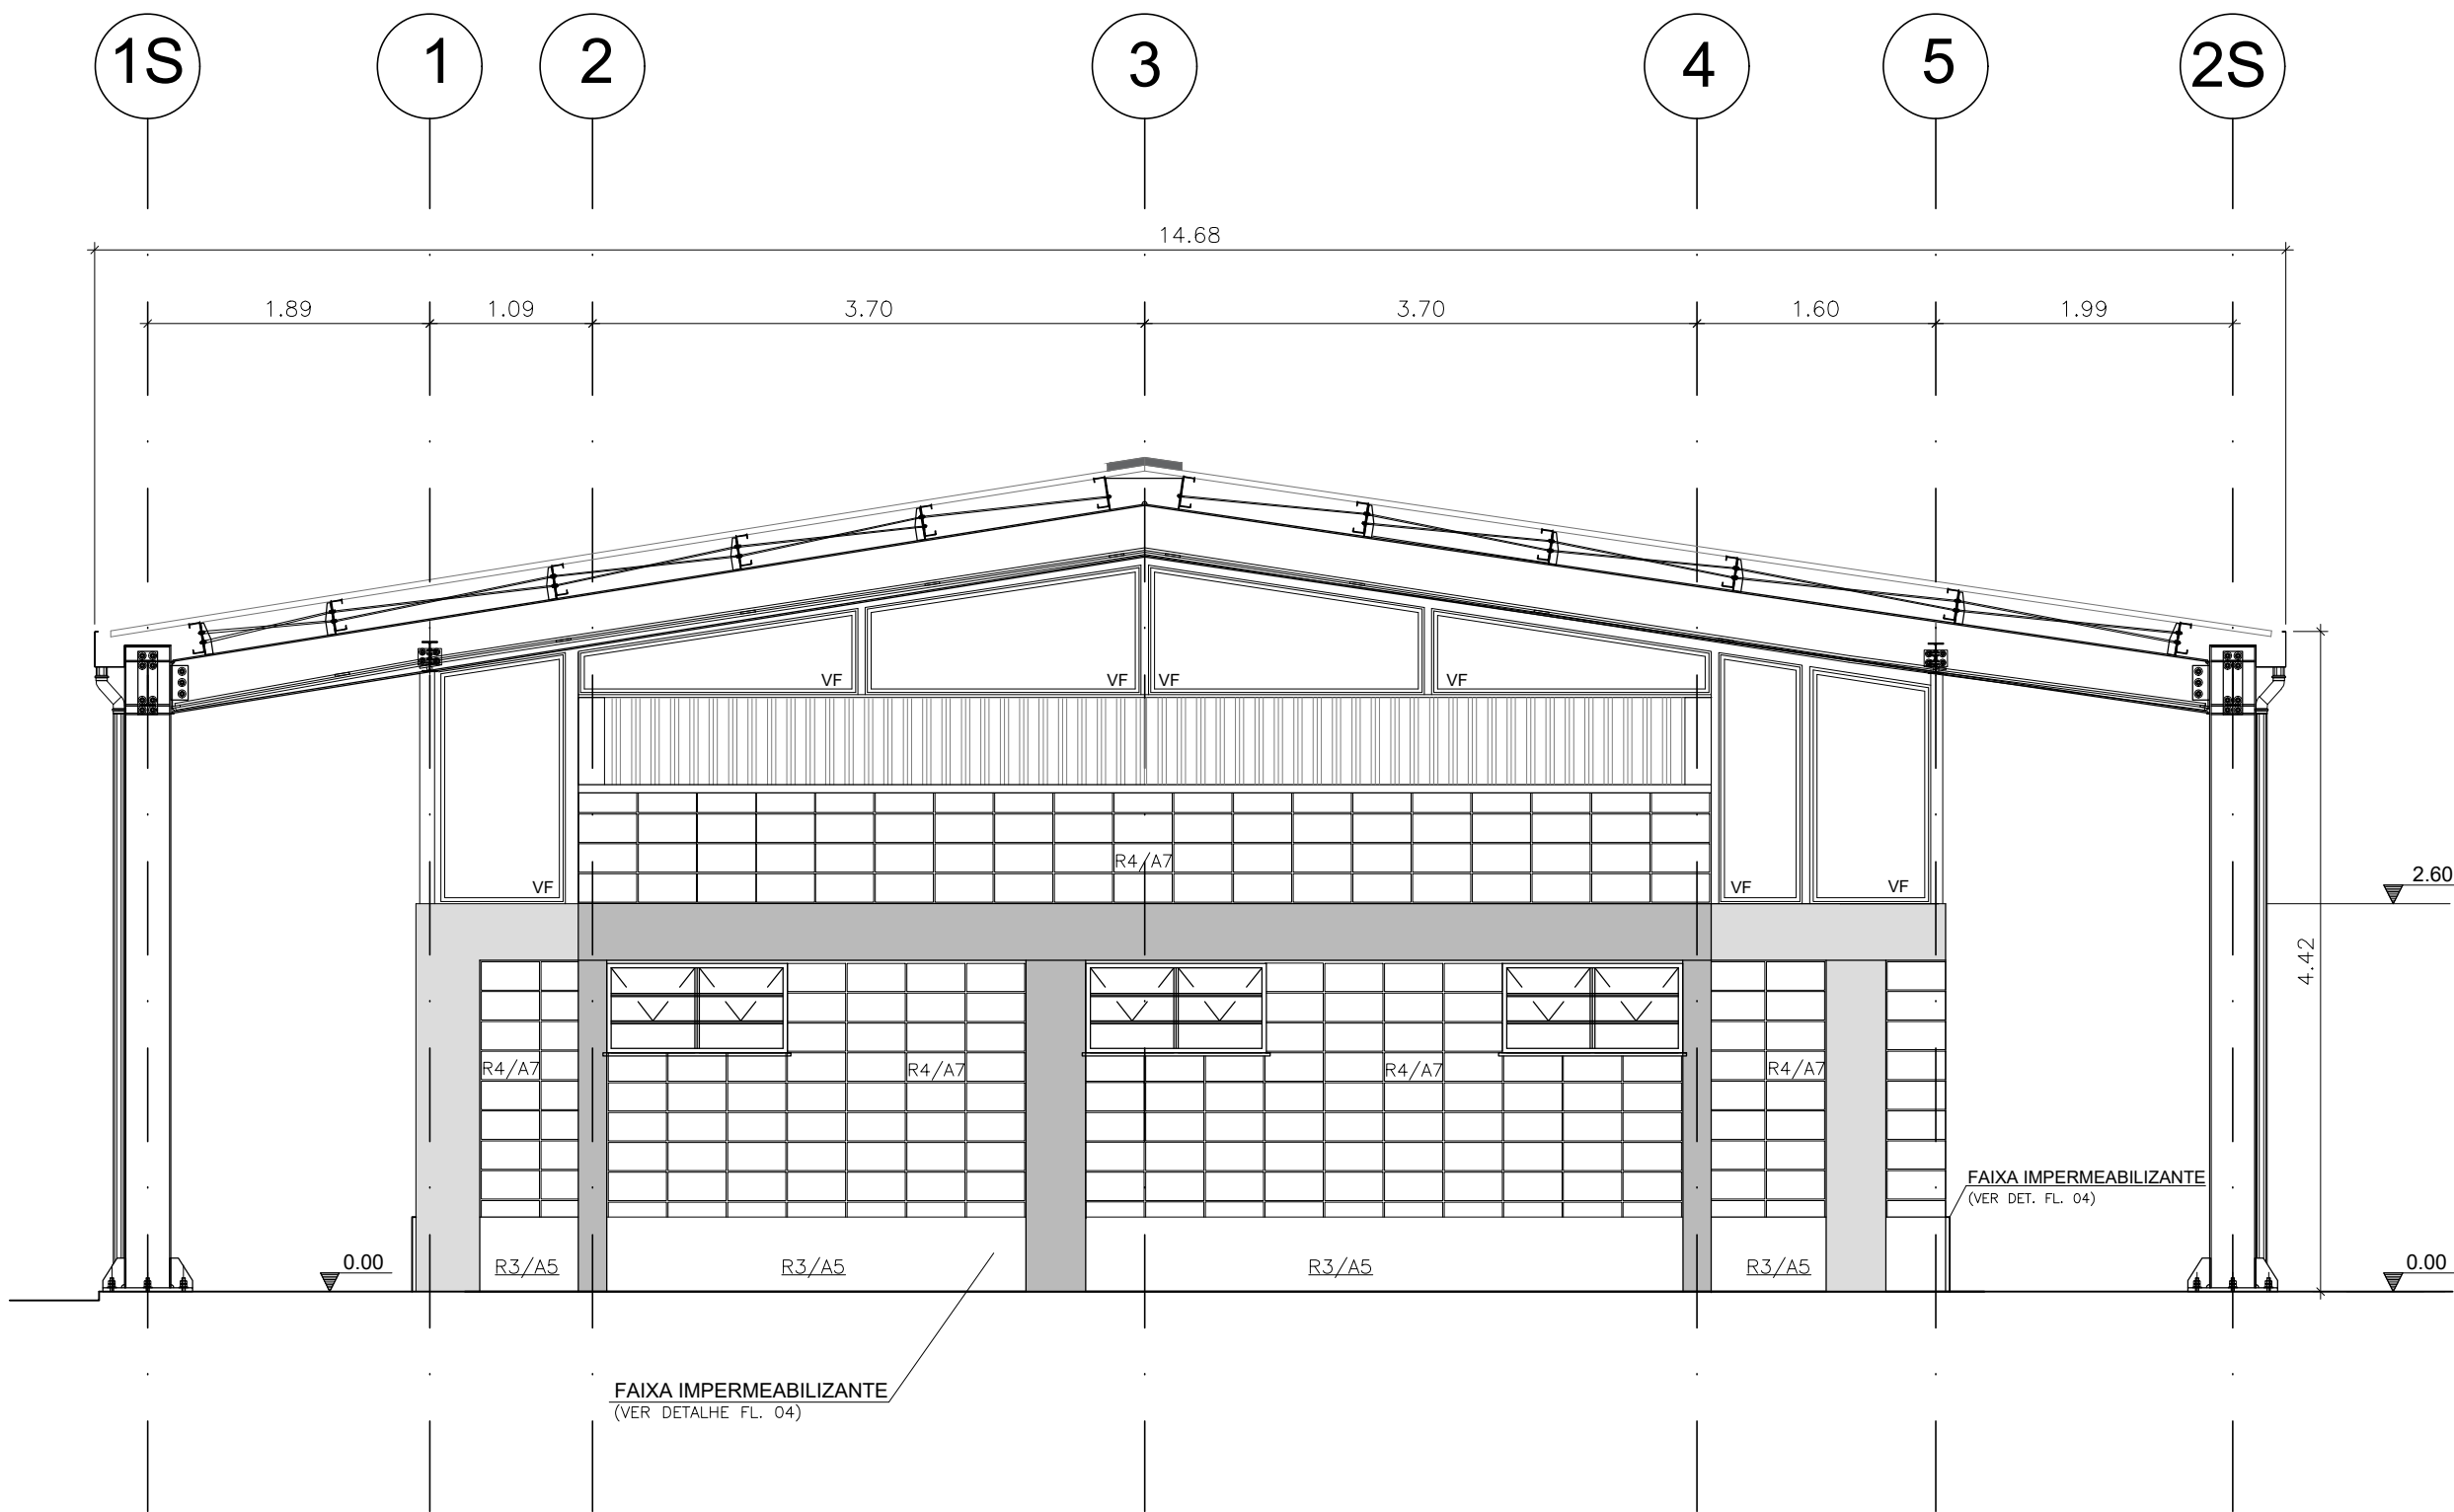 1S 1 2 3 4 5 2S
14.68
1.89 1.09 3.70 3.70 1.60 1.99
VF VF VF VF
R4/A7
VF VF VF
2.60
4.42
R4/A7 R4/A7 R4/A7 R4/A7
FAIXA IMPERMEABILIZANTE
(VER DET. FL. 04)
0.00 R3/A5 R3/A5 R3/A5 R3/A5 0.00
FAIXA IMPERMEABILIZANTE
(VER DETALHE FL. 04)